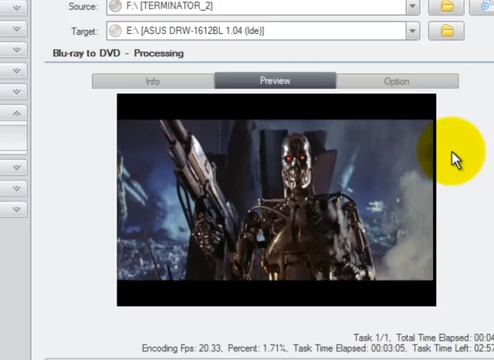 Source: F:\ [TERMINATOR_2]
Target: E:\ [ASUS DRW-1612BL 1.04 (Ide)]
Blu-ray to DVD - Processing
Info Preview Option
Task 1/1, Total Time Elapsed: 00:04
Encoding Fps: 20.33, Percent: 1.71%, Task Time Elapsed: 00:03:05, Task Time Left: 02:57